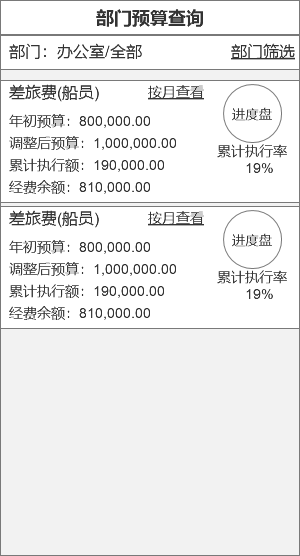 部门预算查询
部门：办公室/全部 部门筛选
差旅费(船员) 按月查看
年初预算：800,000.00
调整后预算：1,000,000.00
累计执行额：190,000.00
经费余额：810,000.00
进度盘
累计执行率
19%
差旅费(船员) 按月查看
年初预算：800,000.00
调整后预算：1,000,000.00
累计执行额：190,000.00
经费余额：810,000.00
进度盘
累计执行率
19%